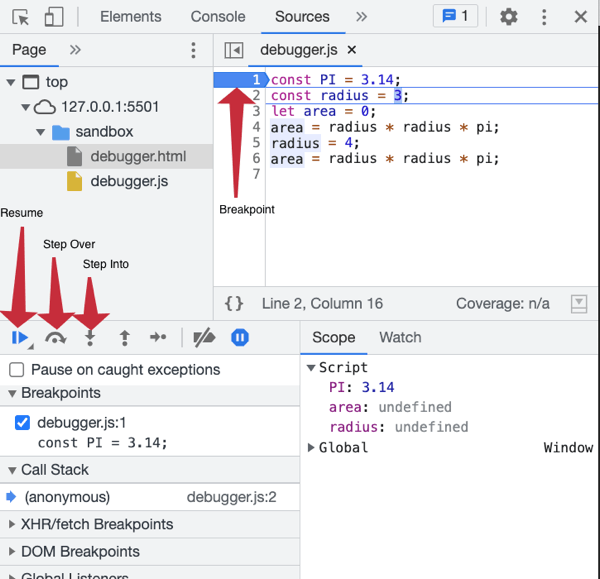 Elements Console Sources 1
Page debugger.js
top
127.0.0.1:5501
sandbox
debugger.html
debugger.js
1 const PI = 3.14;
2 const radius = 3;
3 let area = 0;
4 area = radius * radius * pi;
5 radius = 4;
6 area = radius * radius * pi;
7
Resume
Step Over
Step Into
Breakpoint
{} Line 2, Column 16 Coverage: n/a
Scope Watch
Pause on caught exceptions
Breakpoints
debugger.js:1
const PI = 3.14;
Call Stack
(anonymous) debugger.js:2
XHR/fetch Breakpoints
DOM Breakpoints
Global Listeners
Script
PI: 3.14
area: undefined
radius: undefined
Global Window